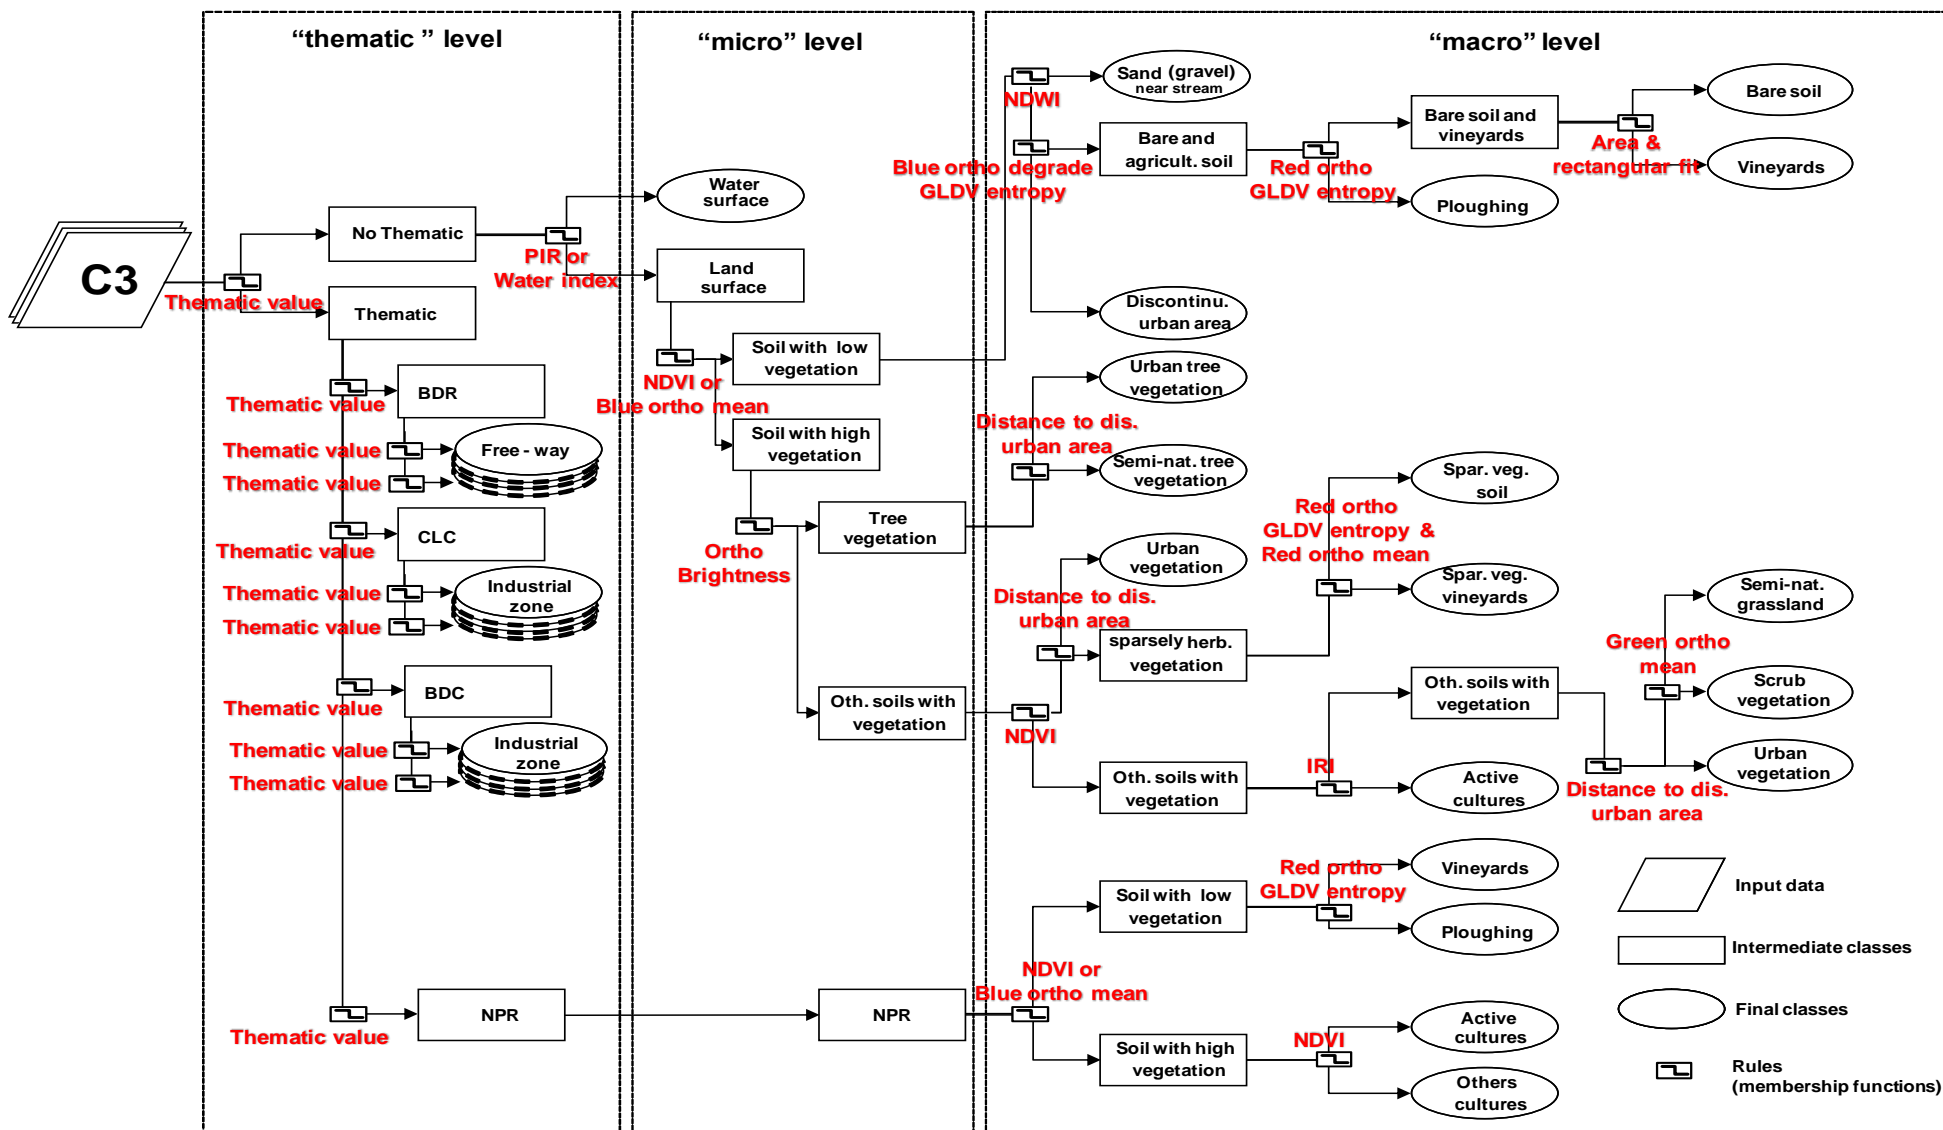 “thematic ” level
“micro” level
“macro” level
C3
Thematic value
No Thematic
Thematic
PIR or
Water index
BDR
Thematic value
Thematic value
Free - way
Thematic value
CLC
Thematic value
Thematic value
Industrial
zone
Thematic value
BDC
Thematic value
Thematic value
Industrial
zone
Thematic value
NPR
Thematic value
Water
surface
Land
surface
NDVI or
Blue ortho mean
Soil with low
vegetation
Soil with high
vegetation
Ortho
Brightness
Tree
vegetation
Oth. soils with
vegetation
NPR
NDWI
Sand (gravel)
near stream
Blue ortho degrade
GLDV entropy
Bare and
agricult. soil
Red ortho
GLDV entropy
Bare soil and
vineyards
Area &
rectangular fit
Bare soil
Vineyards
Ploughing
Discontinu.
urban area
Urban tree
vegetation
Distance to dis.
urban area
Semi-nat. tree
vegetation
Urban
vegetation
Distance to dis.
urban area
sparsely herb.
vegetation
Red ortho
GLDV entropy &
Red ortho mean
Spar. veg.
soil
Spar. veg.
vineyards
NDVI
Oth. soils with
vegetation
IRI
Oth. soils with
vegetation
Active
cultures
Distance to dis.
urban area
Green ortho
mean
Semi-nat.
grassland
Scrub
vegetation
Urban
vegetation
NDVI or
Blue ortho mean
Soil with low
vegetation
Red ortho
GLDV entropy
Vineyards
Ploughing
Soil with high
vegetation
NDVI
Active
cultures
Others
cultures
Input data
Intermediate classes
Final classes
Rules
(membership functions)